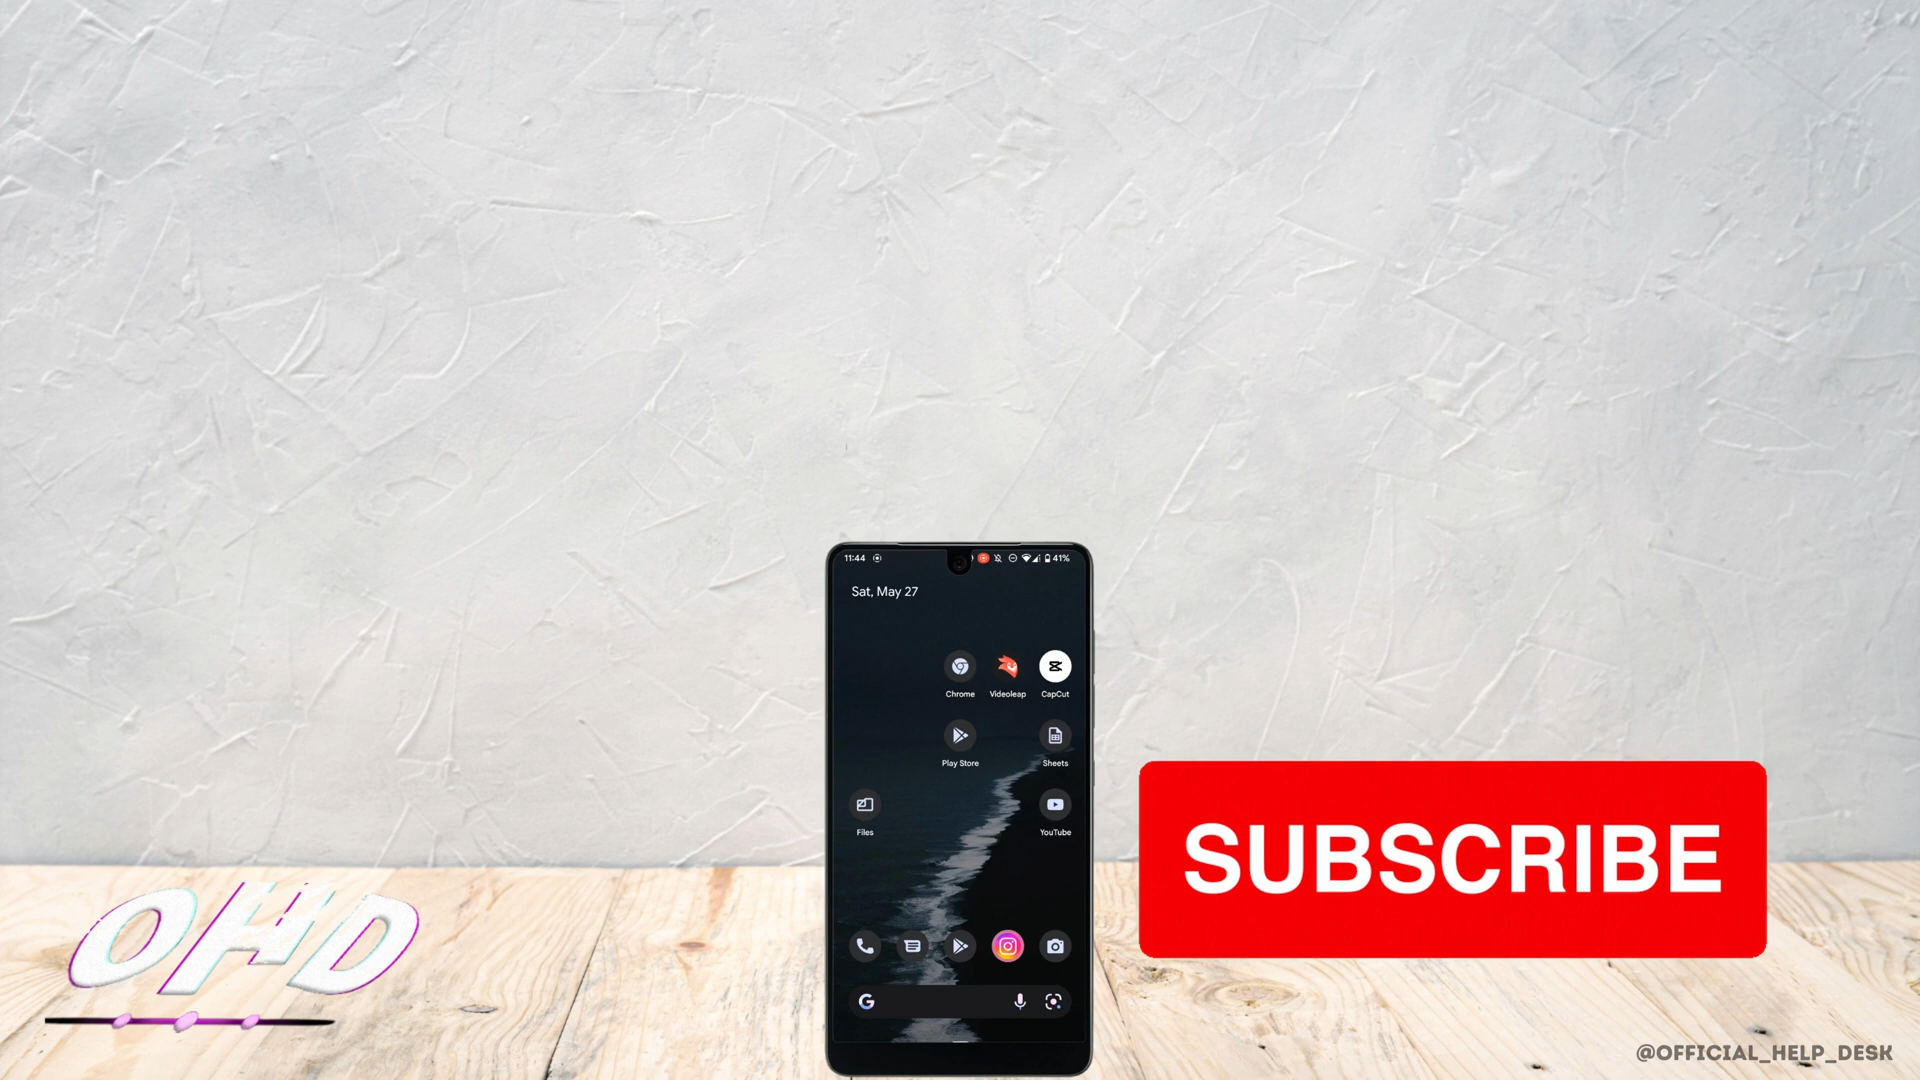 11:44
41%
Sat, May 27
Chrome
Videoleap
CapCut
Play Store
Sheets
Files
YouTube
G
SUBSCRIBE
OHD
@OFFICIAL_HELP_DESK